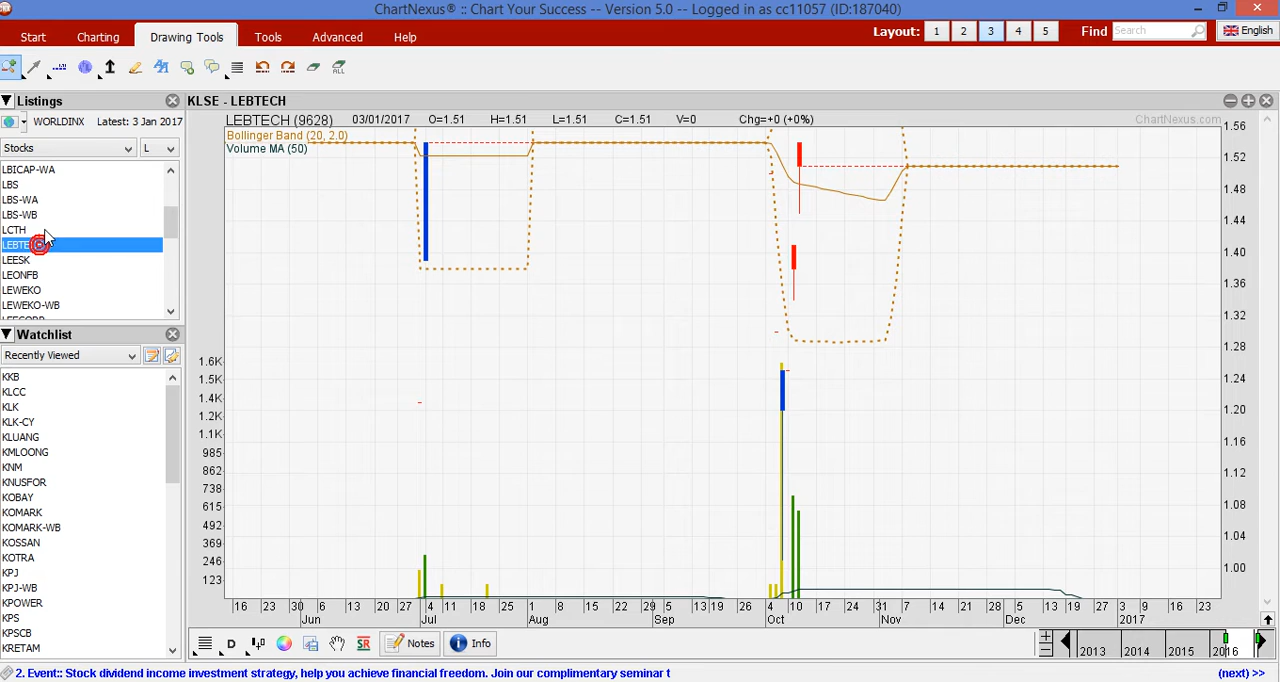 ChartNexus® :: Chart Your Success -- Version 5.0 -- Logged in as cc11057 (ID:187040)
Start Charting Drawing Tools Tools Advanced Help Layout: 1 2 3 4 5 Find Search English
ALL
Listings
WORLDINX Latest: 3 Jan 2017
Stocks L
LBICAP-WA
LBS
LBS-WA
LBS-WB
LCTH
LEESK
LEONFB
LEWEKO
LEWEKO-WB
Watchlist
Recently Viewed
KKB
KLCC
KLK
KLK-CY
KLUANG
KMLOONG
KNM
KNUSFOR
KOBAY
KOMARK
KOMARK-WB
KOSSAN
KOTRA
KPJ
KPJ-WB
KPOWER
KPS
KPSCB
KRETAM
KLSE - LEBTECH
LEBTECH (9628) 03/01/2017 O=1.51 H=1.51 L=1.51 C=1.51 V=0 Chg=+0 (+0%) ChartNexus.com
Bollinger Band (20, 2.0)
Volume MA (50)
1.56
1.52
1.48
1.44
1.40
1.36
1.32
1.28
1.24
1.20
1.16
1.12
1.08
1.04
1.00
1.6K
1.5K
1.4K
1.2K
1.1K
985
862
738
615
492
369
246
123
16 23 30 6 13 20 27 4 11 18 25 1 8 15 22 29 5 13 19 26 4 10 17 24 31 7 14 21 28 5 13 19 27 3 9 16 23
Jun Jul Aug Sep Oct Nov Dec 2017
D SR Notes Info 2013 2014 2015 2016
2. Event:: Stock dividend income investment strategy, help you achieve financial freedom. Join our complimentary seminar t (next) >>